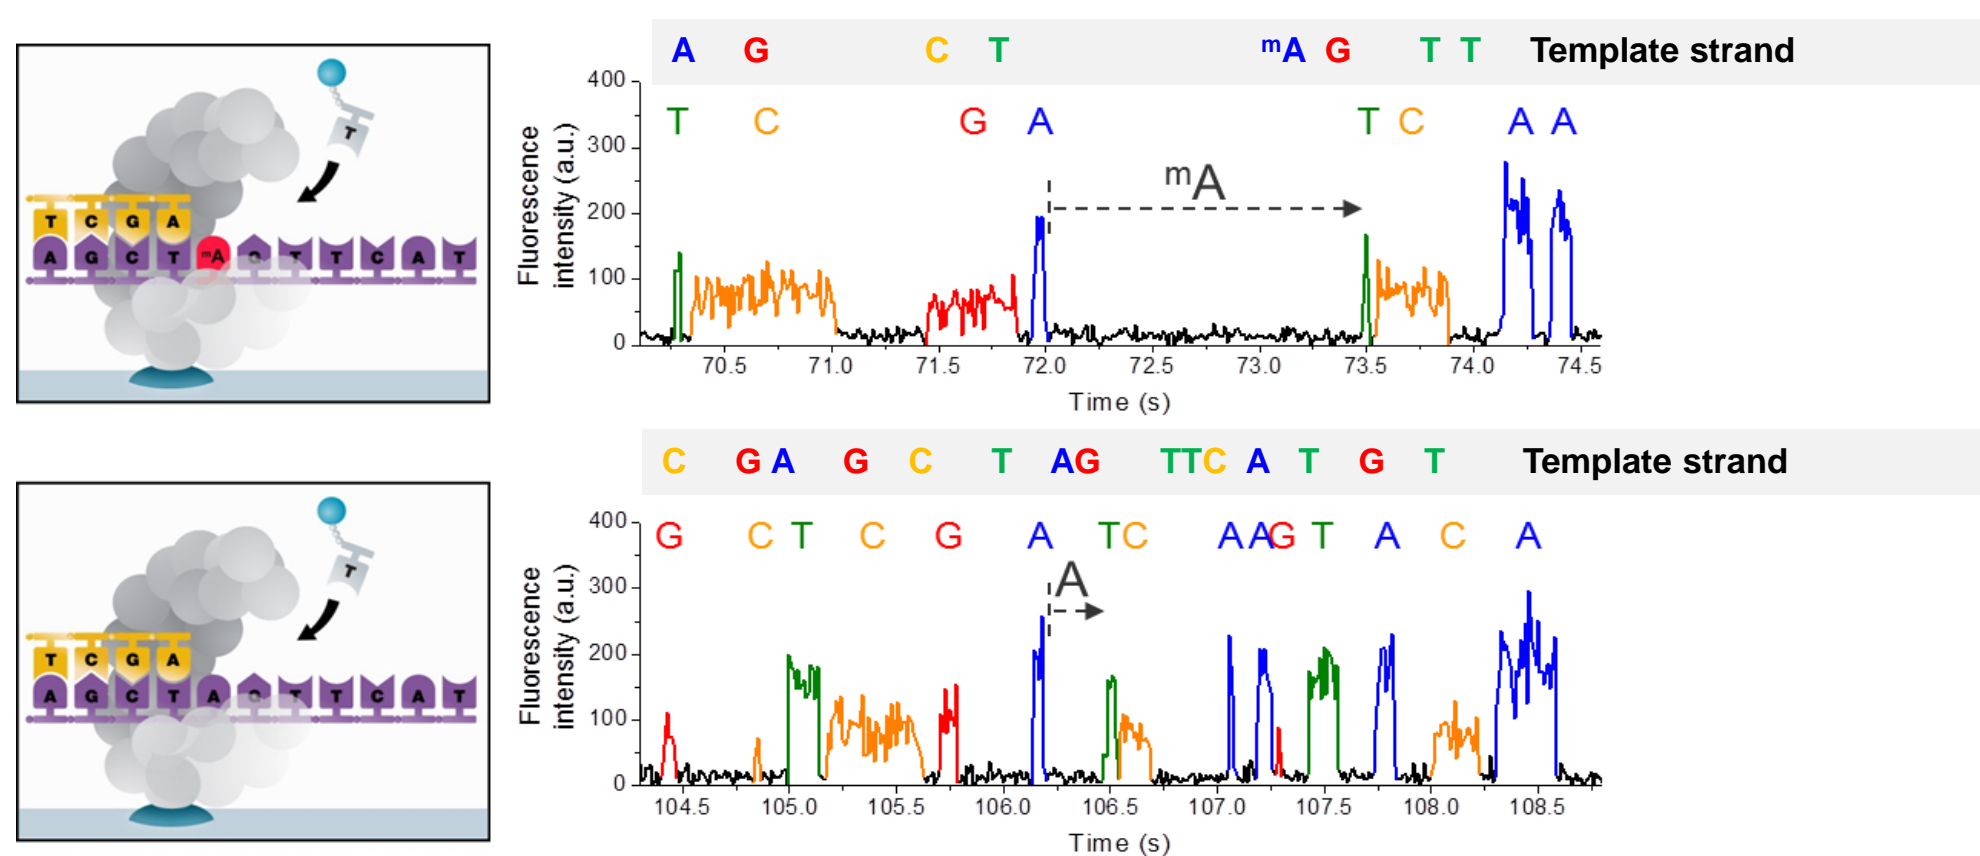 A G C T mA G T T Template strand
400
300
200
100
0
Fluorescence
intensity (a.u.)
T C G A T C A A
mA
70.5 71.0 71.5 72.0 72.5 73.0 73.5 74.0 74.5
Time (s)
T
T C G A
A G C T mA G T T C A T
C G A G C T AG TTC A T G T Template strand
400
300
200
100
0
Fluorescence
intensity (a.u.)
G C T C G A TC AAG T A C A
A
104.5 105.0 105.5 106.0 106.5 107.0 107.5 108.0 108.5
Time (s)
T
T C G A
A G C T A G T T C A T